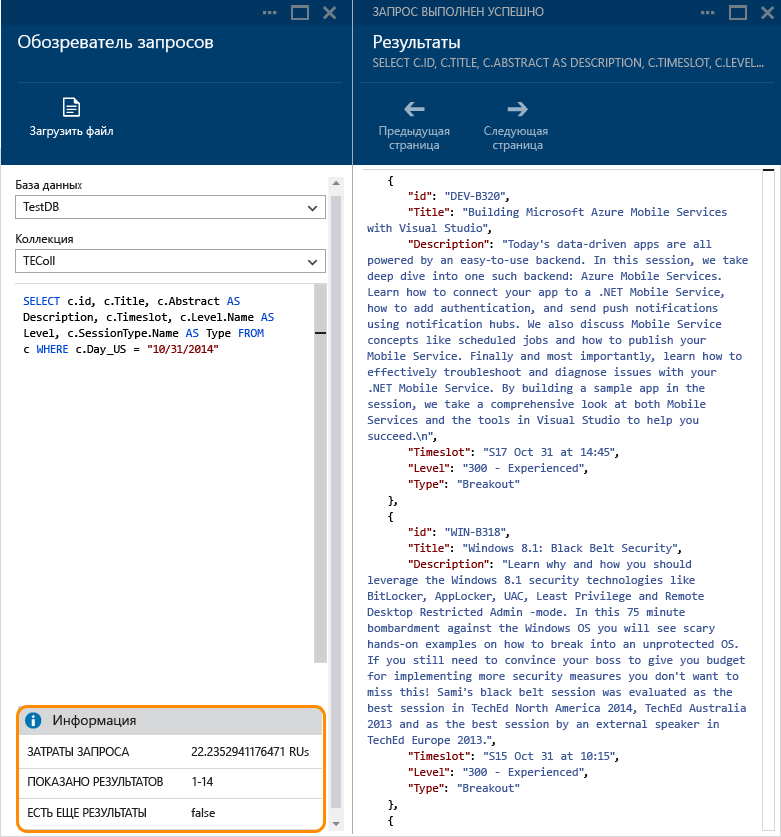 Обозреватель запросов
Загрузить файл
База данных
TestDB
Коллекция
TEColl
SELECT c.id, c.Title, c.Abstract AS
Description, c.Timeslot, c.Level.Name AS
Level, c.SessionType.Name AS Type FROM
c WHERE c.Day_US = "10/31/2014"
Информация
ЗАТРАТЫ ЗАПРОСА 22.2352941176471 RUs
ПОКАЗАНО РЕЗУЛЬТАТОВ 1-14
ЕСТЬ ЕЩЕ РЕЗУЛЬТАТЫ false
ЗАПРОС ВЫПОЛНЕН УСПЕШНО
Результаты
SELECT C.ID, C.TITLE, C.ABSTRACT AS DESCRIPTION, C.TIMESLOT, C.LEVEL...
Предыдущая
страница
Следующая
страница
{
"id": "DEV-B320",
"Title": "Building Microsoft Azure Mobile Services
with Visual Studio",
"Description": "Today's data-driven apps are all
powered by an easy-to-use backend. In this session, we take
deep dive into one such backend: Azure Mobile Services.
Learn how to connect your app to a .NET Mobile Service,
how to add authentication, and send push notifications
using notification hubs. We also discuss Mobile Service
concepts like scheduled jobs and how to publish your
Mobile Service. Finally and most importantly, learn how to
effectively troubleshoot and diagnose issues with your
.NET Mobile Service. By building a sample app in the
session, we take a comprehensive look at both Mobile
Services and the tools in Visual Studio to help you
succeed.\n",
"Timeslot": "S17 Oct 31 at 14:45",
"Level": "300 - Experienced",
"Type": "Breakout"
},
{
"id": "WIN-B318",
"Title": "Windows 8.1: Black Belt Security",
"Description": "Learn why and how you should
leverage the Windows 8.1 security technologies like
BitLocker, AppLocker, UAC, Least Privilege and Remote
Desktop Restricted Admin -mode. In this 75 minute
bombardment against the Windows OS you will see scary
hands-on examples on how to break into an unprotected OS.
If you still need to convince your boss to give you budget
for implementing more security measures you don't want to
miss this! Sami's black belt session was evaluated as the
best session in TechEd North America 2014, TechEd Australia
2013 and as the best session by an external speaker in
TechEd Europe 2013.",
"Timeslot": "S15 Oct 31 at 10:15",
"Level": "300 - Experienced",
"Type": "Breakout"
},
{